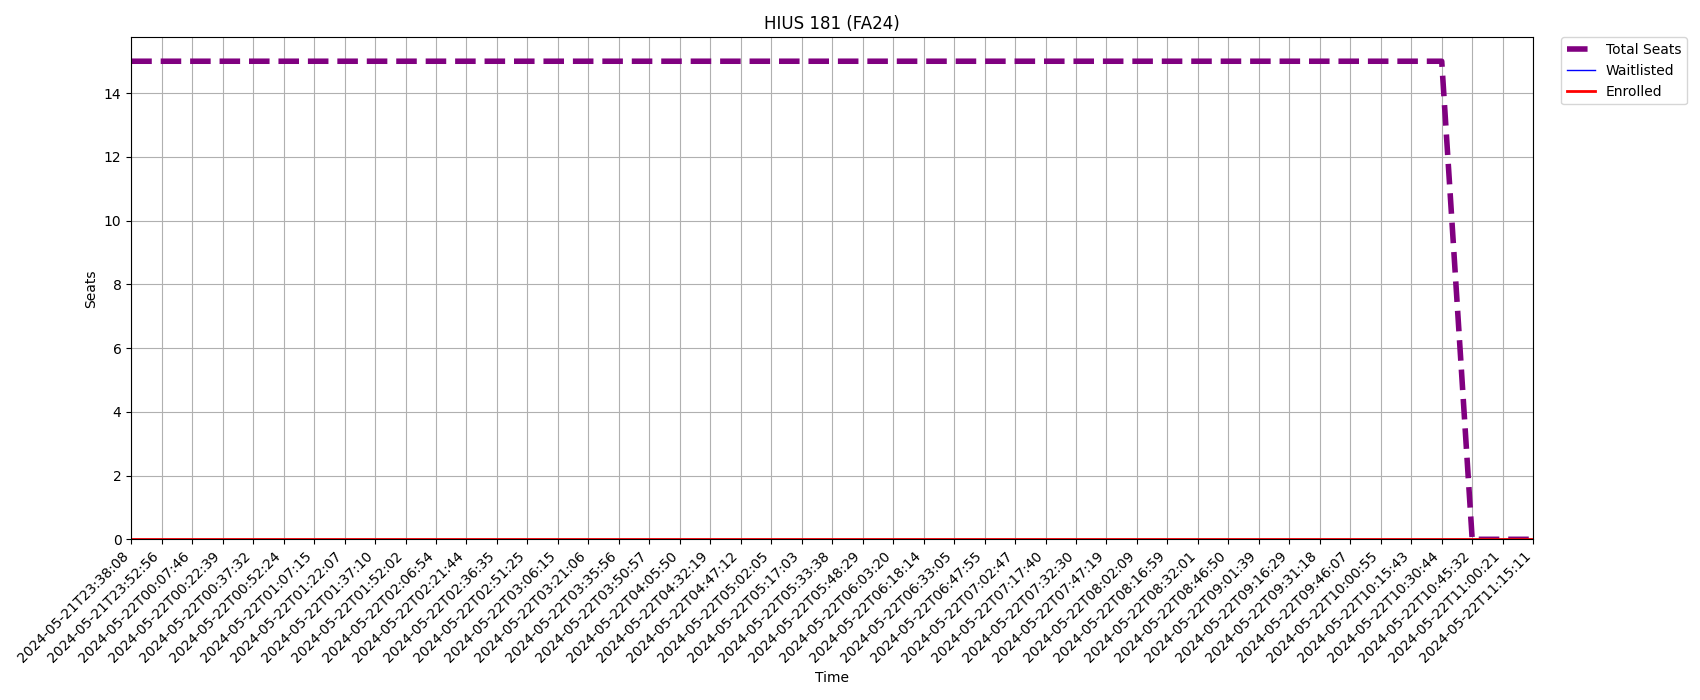 HIUS 181 (FA24)
Total Seats
Waitlisted
Enrolled
Seats
14
12
10
8
6
4
2
0
2024-05-21T23:38:08
2024-05-21T23:52:56
2024-05-22T00:07:46
2024-05-22T00:22:39
2024-05-22T00:37:32
2024-05-22T00:52:24
2024-05-22T01:07:15
2024-05-22T01:22:07
2024-05-22T01:37:10
2024-05-22T01:52:02
2024-05-22T02:06:54
2024-05-22T02:21:44
2024-05-22T02:36:35
2024-05-22T02:51:25
2024-05-22T03:06:15
2024-05-22T03:21:06
2024-05-22T03:35:56
2024-05-22T03:50:57
2024-05-22T04:05:50
2024-05-22T04:32:19
2024-05-22T04:47:12
2024-05-22T05:02:05
2024-05-22T05:17:03
2024-05-22T05:33:38
2024-05-22T05:48:29
2024-05-22T06:03:20
2024-05-22T06:18:14
2024-05-22T06:33:05
2024-05-22T06:47:55
2024-05-22T07:02:47
2024-05-22T07:17:40
2024-05-22T07:32:30
2024-05-22T07:47:19
2024-05-22T08:02:09
2024-05-22T08:16:59
2024-05-22T08:32:01
2024-05-22T08:46:50
2024-05-22T09:01:39
2024-05-22T09:16:29
2024-05-22T09:31:18
2024-05-22T09:46:07
2024-05-22T10:00:55
2024-05-22T10:15:43
2024-05-22T10:30:44
2024-05-22T10:45:32
2024-05-22T11:00:21
2024-05-22T11:15:11
Time